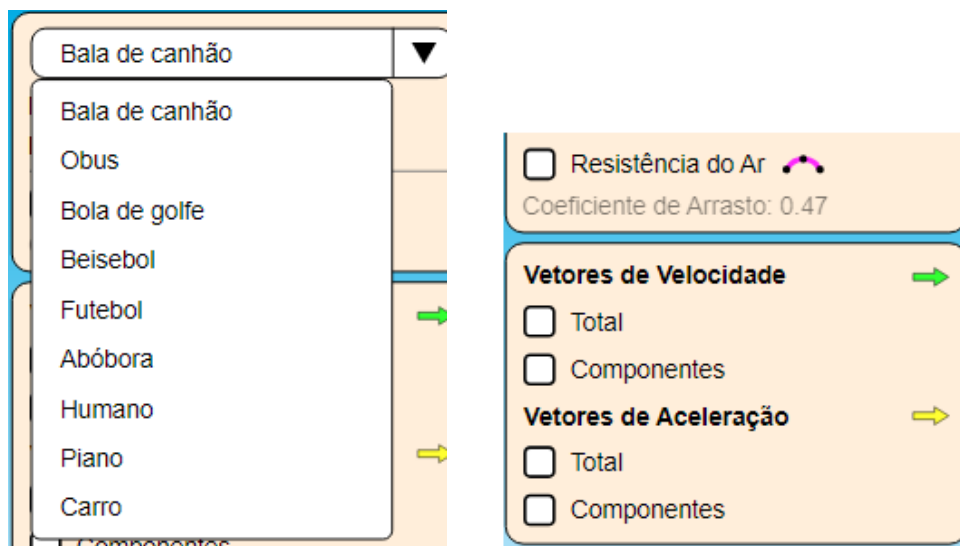 Bala de canhão
Bala de canhão
Obus
Bola de golfe
Beisebol
Futebol
Abóbora
Humano
Piano
Carro
Componentes
Resistência do Ar
Coeficiente de Arrasto: 0.47
Vetores de Velocidade
Total
Componentes
Vetores de Aceleração
Total
Componentes